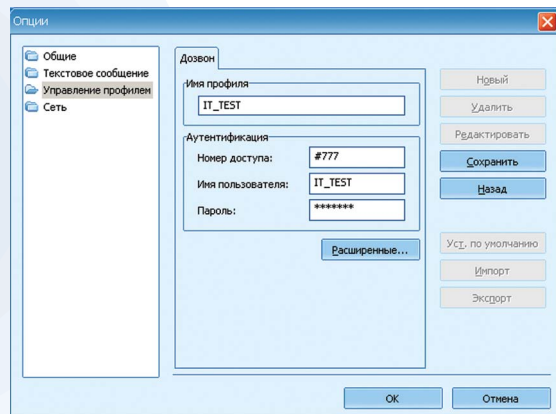 Опции
Общие
Текстовое сообщение
Управление профилем
Сеть
Дозвон
Имя профиля
IT_TEST
Аутентификация
Номер доступа: #777
Имя пользователя: IT_TEST
Пароль: *******
Расширенные...
Новый
Удалить
Редактировать
Сохранить
Назад
Уст. по умолчанию
Импорт
Экспорт
ОК
Отмена